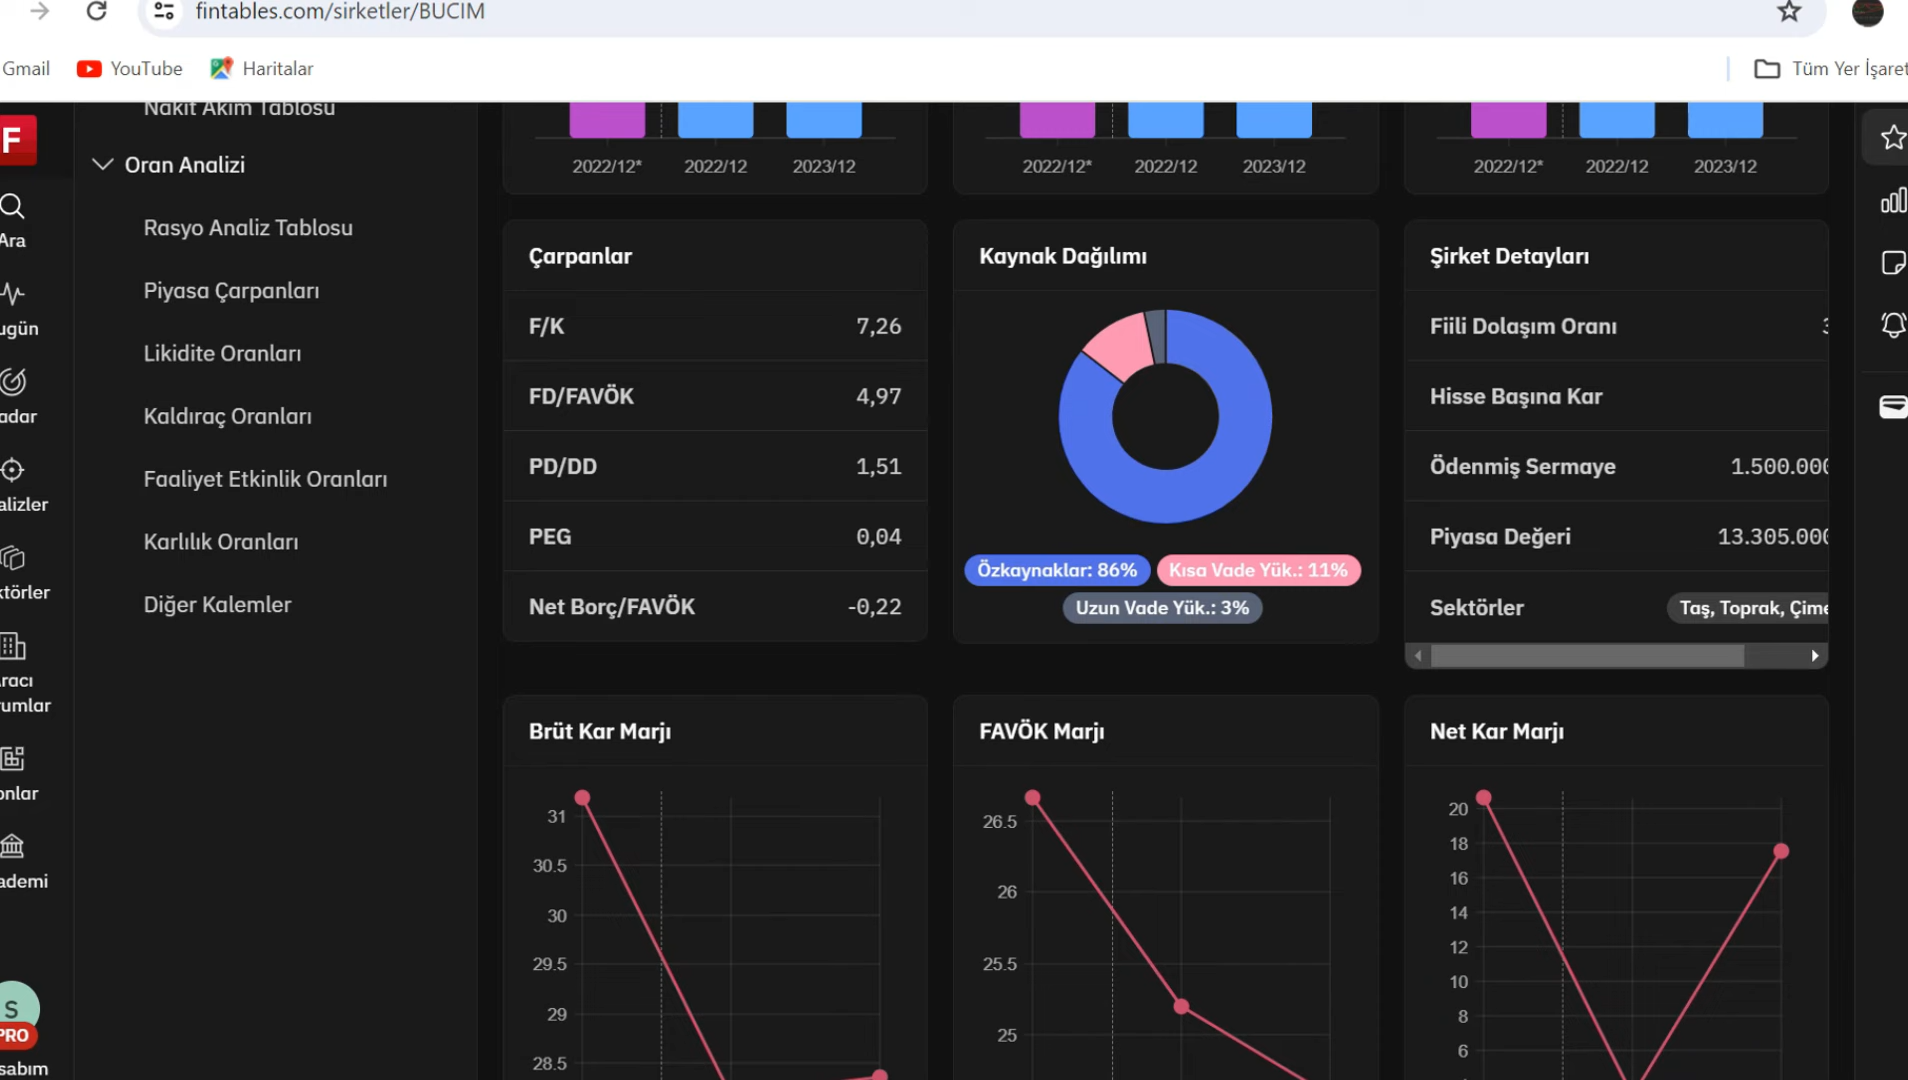 fintables.com/sirketler/BUCIM
Gmail
YouTube
Haritalar
Tüm Yer İşaret
F
Ara
ugün
adar
alizler
ktörler
racı
umlar
onlar
ademi
S
PRO
sabım
Nakit Akım Tablosu
Oran Analizi
Rasyo Analiz Tablosu
Piyasa Çarpanları
Likidite Oranları
Kaldıraç Oranları
Faaliyet Etkinlik Oranları
Karlılık Oranları
Diğer Kalemler
2022/12* 2022/12 2023/12
2022/12* 2022/12 2023/12
2022/12* 2022/12 2023/12
Çarpanlar
F/K 7,26
FD/FAVÖK 4,97
PD/DD 1,51
PEG 0,04
Net Borç/FAVÖK -0,22
Kaynak Dağılımı
Özkaynaklar: 86% Kısa Vade Yük.: 11%
Uzun Vade Yük.: 3%
Şirket Detayları
Fiili Dolaşım Oranı
Hisse Başına Kar
Ödenmiş Sermaye 1.500.000
Piyasa Değeri 13.305.000
Sektörler Taş, Toprak, Çime
Brüt Kar Marjı
31
30.5
30
29.5
29
28.5
FAVÖK Marjı
26.5
26
25.5
25
Net Kar Marjı
20
18
16
14
12
10
8
6